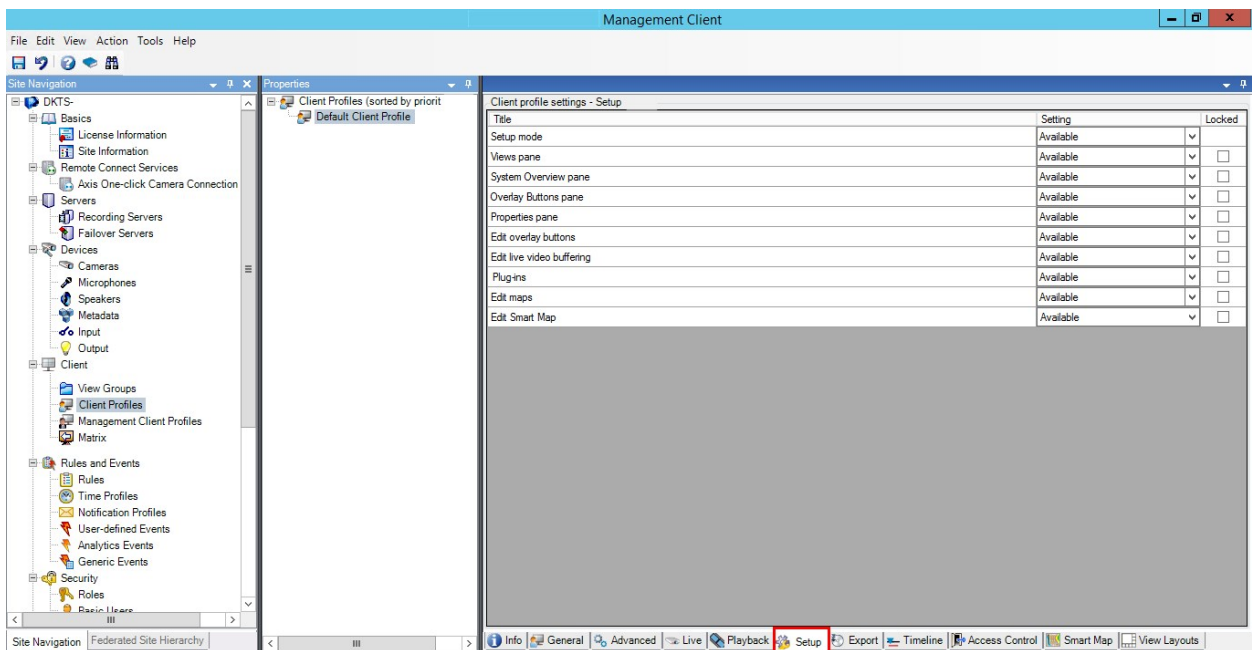 Management Client
File Edit View Action Tools Help
Site Navigation
DKTS-
Basics
License Information
Site Information
Remote Connect Services
Axis One-click Camera Connection
Servers
Recording Servers
Failover Servers
Devices
Cameras
Microphones
Speakers
Metadata
Input
Output
Client
View Groups
Client Profiles
Management Client Profiles
Matrix
Rules and Events
Rules
Time Profiles
Notification Profiles
User-defined Events
Analytics Events
Generic Events
Security
Roles
Basic Users
Site Navigation Federated Site Hierarchy
Properties
Client Profiles (sorted by priorit
Default Client Profile
Client profile settings - Setup
Title Setting Locked
Setup mode Available
Views pane Available
System Overview pane Available
Overlay Buttons pane Available
Properties pane Available
Edit overlay buttons Available
Edit live video buffering Available
Plug-ins Available
Edit maps Available
Edit Smart Map Available
Info General Advanced Live Playback Setup Export Timeline Access Control Smart Map View Layouts